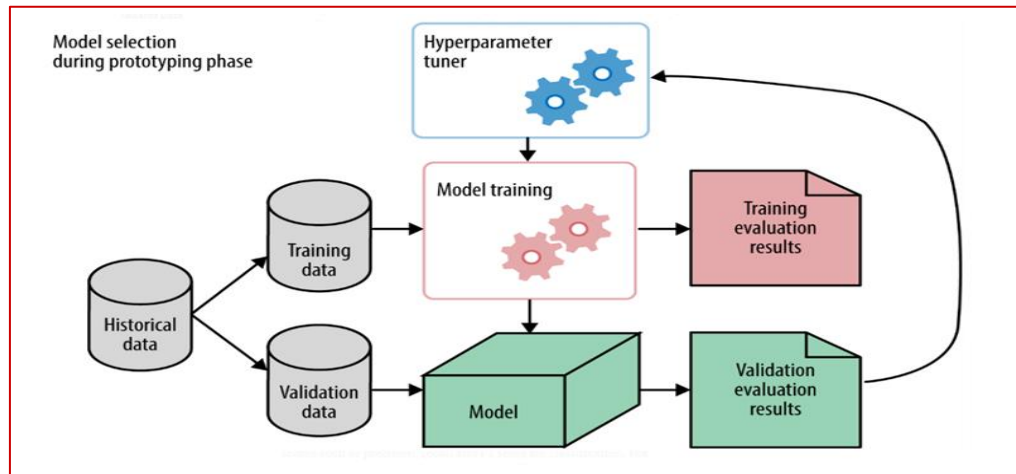 Model selection
during prototyping phase
Hyperparameter
tuner
Model training
Training
evaluation
results
Training
data
Historical
data
Validation
data
Model
Validation
evaluation
results